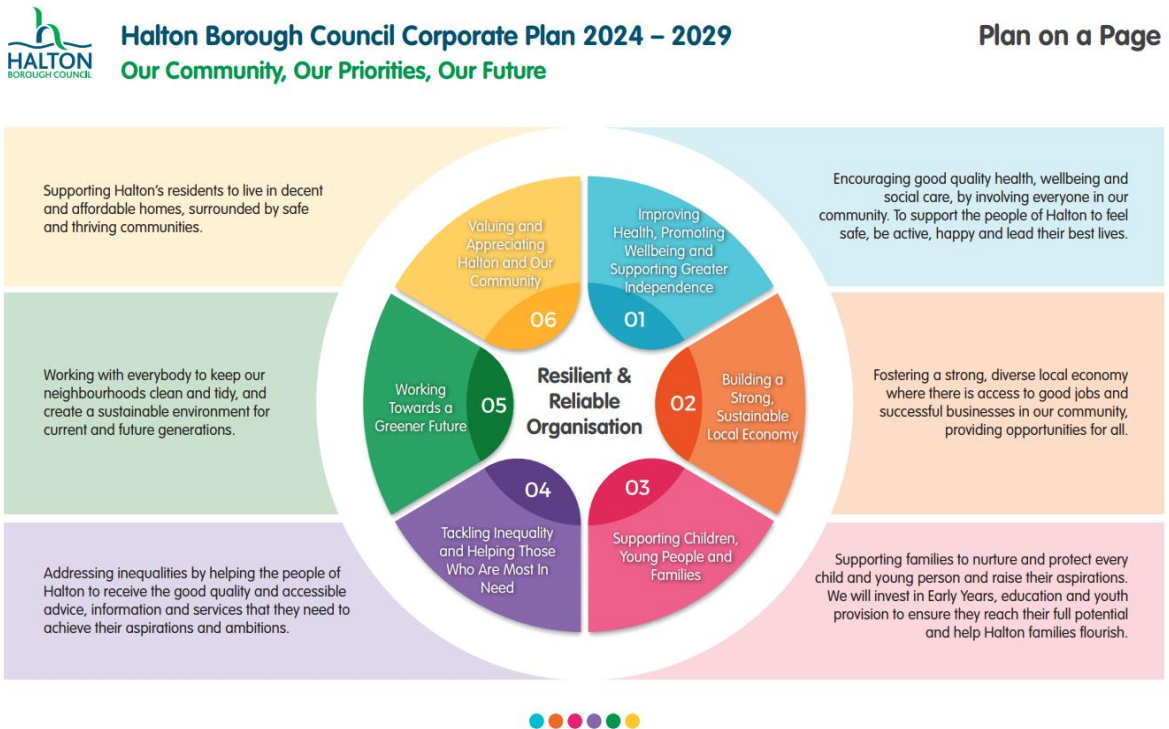 HALTON
BOROUGH COUNCIL
Halton Borough Council Corporate Plan 2024 – 2029
Our Community, Our Priorities, Our Future
Plan on a Page
Improving
Health, Promoting
Wellbeing and
Supporting Greater
Independence
01
Encouraging good quality health, wellbeing and
social care, by involving everyone in our
community. To support the people of Halton to feel
safe, be active, happy and lead their best lives.
Building a
Strong,
Sustainable
Local Economy
02
Fostering a strong, diverse local economy
where there is access to good jobs and
successful businesses in our community,
providing opportunities for all.
03
Supporting Children,
Young People and
Families
Supporting families to nurture and protect every
child and young person and raise their aspirations.
We will invest in Early Years, education and youth
provision to ensure they reach their full potential
and help Halton families flourish.
04
Tackling Inequality
and Helping Those
Who Are Most In
Need
Addressing inequalities by helping the people of
Halton to receive the good quality and accessible
advice, information and services that they need to
achieve their aspirations and ambitions.
05
Working
Towards a
Greener Future
Working with everybody to keep our
neighbourhoods clean and tidy, and
create a sustainable environment for
current and future generations.
Valuing and
Appreciating
Halton and Our
Community
06
Supporting Halton's residents to live in decent
and affordable homes, surrounded by safe
and thriving communities.
Resilient &
Reliable
Organisation